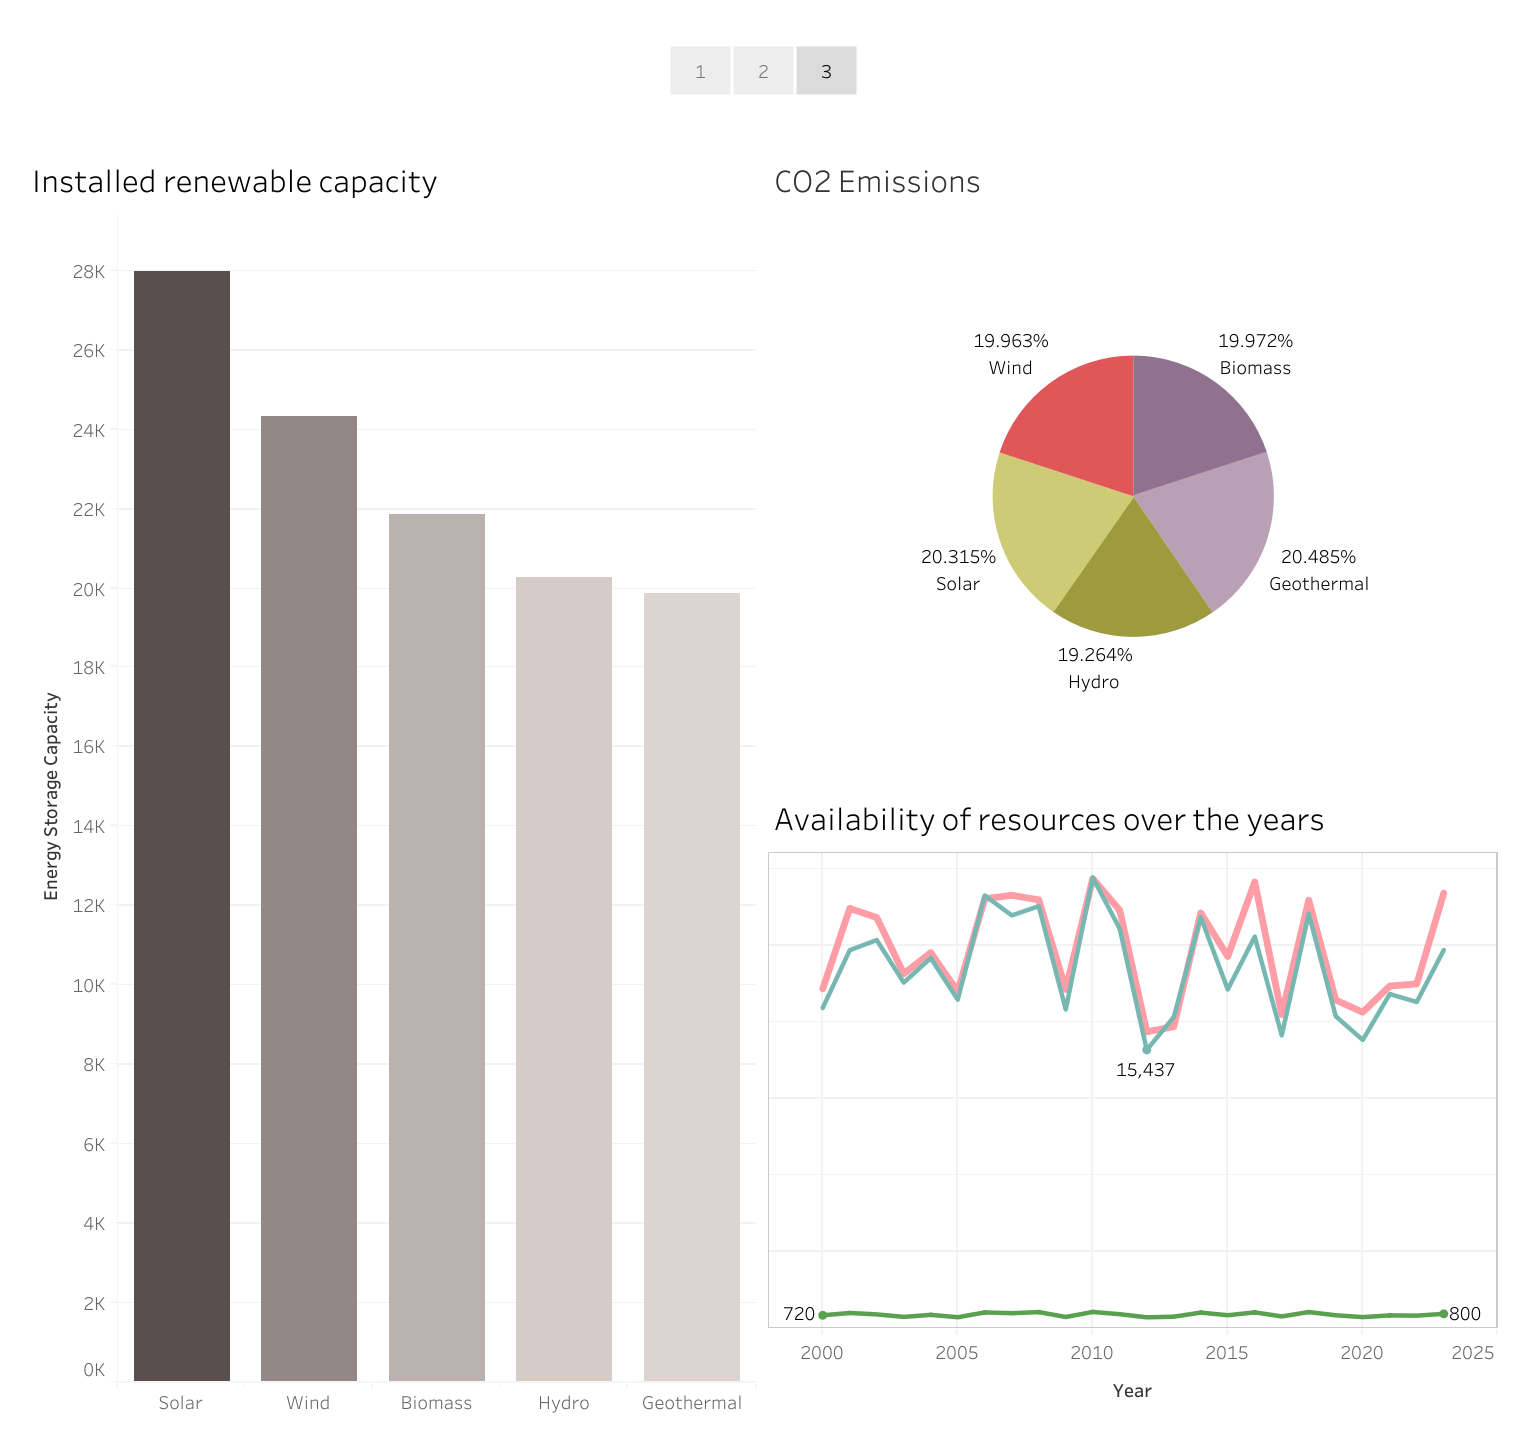 1 2 3
Installed renewable capacity
Energy Storage Capacity
28K
26K
24K
22K
20K
18K
16K
14K
12K
10K
8K
6K
4K
2K
0K
Solar Wind Biomass Hydro Geothermal
CO2 Emissions
19.963%
Wind
19.972%
Biomass
20.315%
Solar
20.485%
Geothermal
19.264%
Hydro
Availability of resources over the years
15,437
720
800
2000 2005 2010 2015 2020 2025
Year